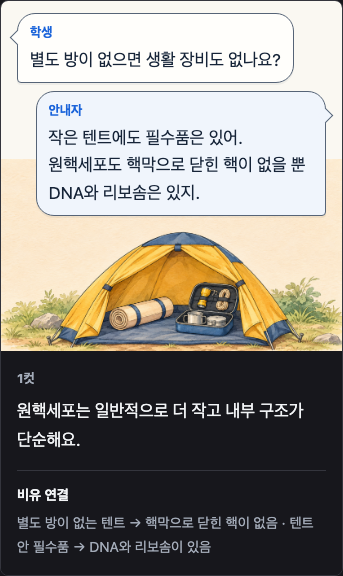 학생
별도 방이 없으면 생활 장비도 없나요?
안내자
작은 텐트에도 필수품은 있어.
원핵세포도 핵막으로 닫힌 핵이 없을 뿐
DNA와 리보솜은 있지.
1컷
원핵세포는 일반적으로 더 작고 내부 구조가
단순해요.
비유 연결
별도 방이 없는 텐트 → 핵막으로 닫힌 핵이 없음 · 텐트
안 필수품 → DNA와 리보솜이 있음